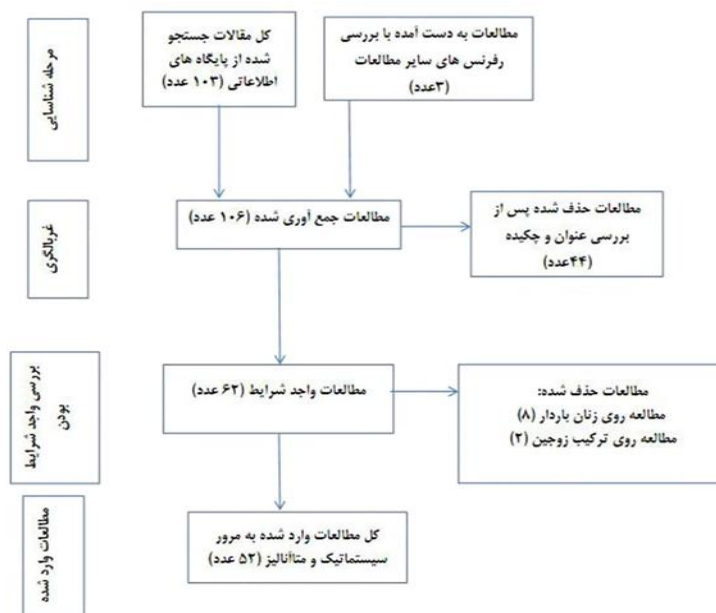 مرحله شناسایی
کل مقالات جستجو
شده از پایگاه های
اطلاعاتی (۱۰۳ عدد)
مطالعات به دست آمده با بررسی
رفرنس های سایر مطالعات
(۳عدد)
غربالگری
مطالعات جمع آوری شده (۱۰۶ عدد)
مطالعات حذف شده پس از
بررسی عنوان و چکیده
(۴۴عدد)
بررسی واجد شرایط
بودن
مطالعات واجد شرایط (۶۲ عدد)
مطالعات حذف شده:
مطالعه روی زنان باردار (۸)
مطالعه روی ترکیب زوجین (۲)
مطالعات وارد شده
کل مطالعات وارد شده به مرور
سیستماتیک و متاآنالیز (۵۲ عدد)